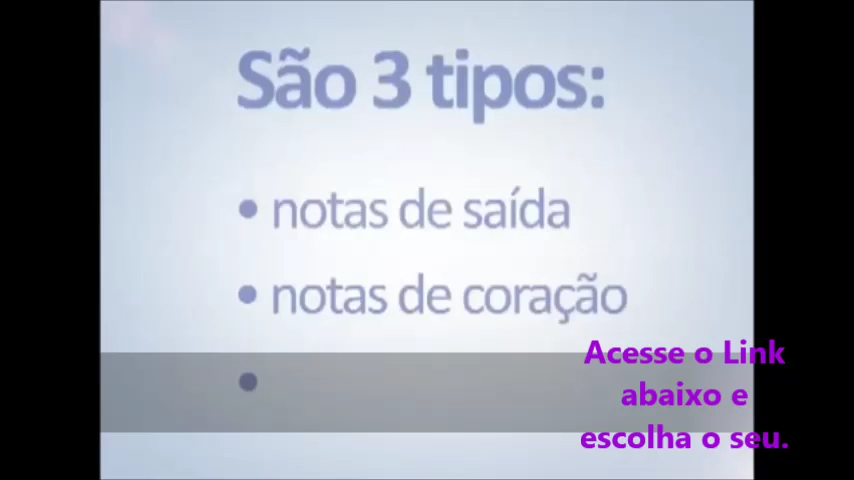 São 3 tipos:
• notas de saída
• notas de coração
•
Acesse o Link
abaixo e
escolha o seu.